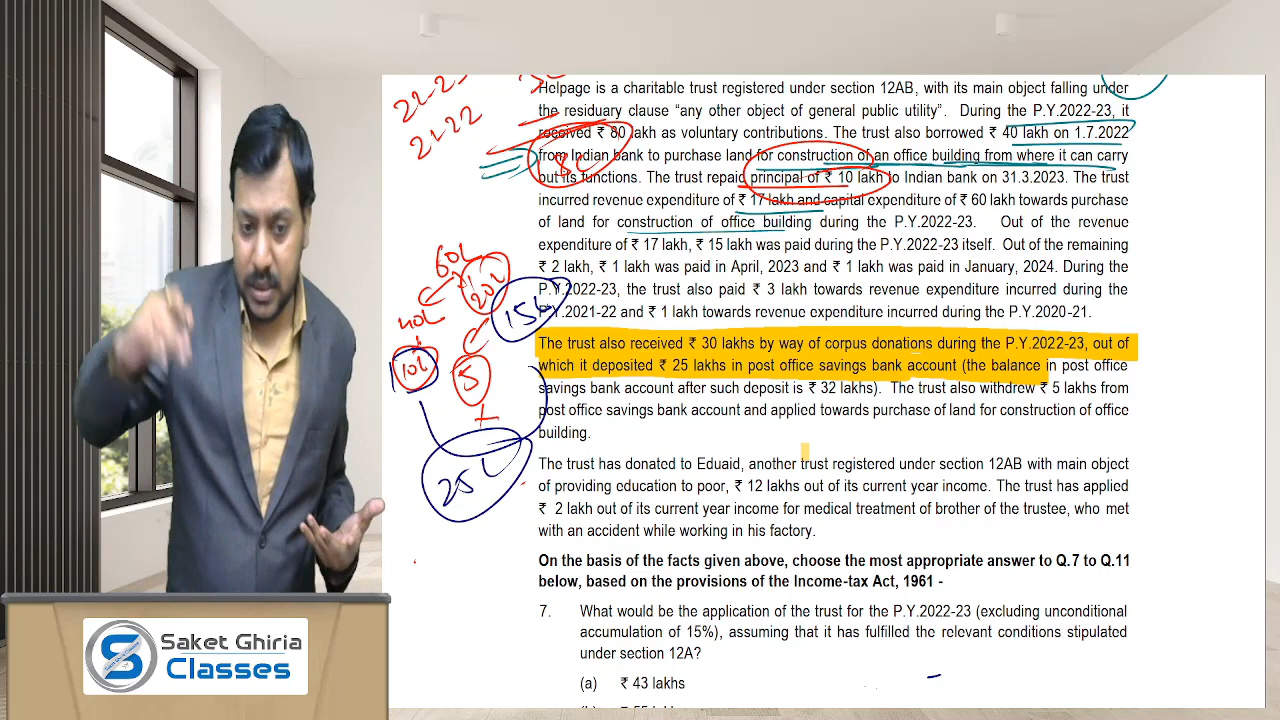 22-2
21-22
Helpage is a charitable trust registered under section 12AB, with its main object falling under
the residuary clause “any other object of general public utility”. During the P.Y.2022-23, it
received ₹ 80 lakh as voluntary contributions. The trust also borrowed ₹ 40 lakh on 1.7.2022
from Indian bank to purchase land for construction of an office building from where it can carry
out its functions. The trust repaid principal of ₹ 10 lakh to Indian bank on 31.3.2023. The trust
incurred revenue expenditure of ₹ 17 lakh and capital expenditure of ₹ 60 lakh towards purchase
of land for construction of office building during the P.Y.2022-23. Out of the revenue
expenditure of ₹ 17 lakh, ₹ 15 lakh was paid during the P.Y.2022-23 itself. Out of the remaining
₹ 2 lakh, ₹ 1 lakh was paid in April, 2023 and ₹ 1 lakh was paid in January, 2024. During the
P.Y.2022-23, the trust also paid ₹ 3 lakh towards revenue expenditure incurred during the
P.Y.2021-22 and ₹ 1 lakh towards revenue expenditure incurred during the P.Y.2020-21.
60L
20L
15L
40L
10L
5
25L
The trust also received ₹ 30 lakhs by way of corpus donations during the P.Y.2022-23, out of
which it deposited ₹ 25 lakhs in post office savings bank account (the balance in post office
savings bank account after such deposit is ₹ 32 lakhs). The trust also withdrew ₹ 5 lakhs from
post office savings bank account and applied towards purchase of land for construction of office
building.
The trust has donated to Eduaid, another trust registered under section 12AB with main object
of providing education to poor, ₹ 12 lakhs out of its current year income. The trust has applied
₹ 2 lakh out of its current year income for medical treatment of brother of the trustee, who met
with an accident while working in his factory.
On the basis of the facts given above, choose the most appropriate answer to Q.7 to Q.11
below, based on the provisions of the Income-tax Act, 1961 -
7. What would be the application of the trust for the P.Y.2022-23 (excluding unconditional
accumulation of 15%), assuming that it has fulfilled the relevant conditions stipulated
under section 12A?
(a) ₹ 43 lakhs
Saket Ghiria
Classes